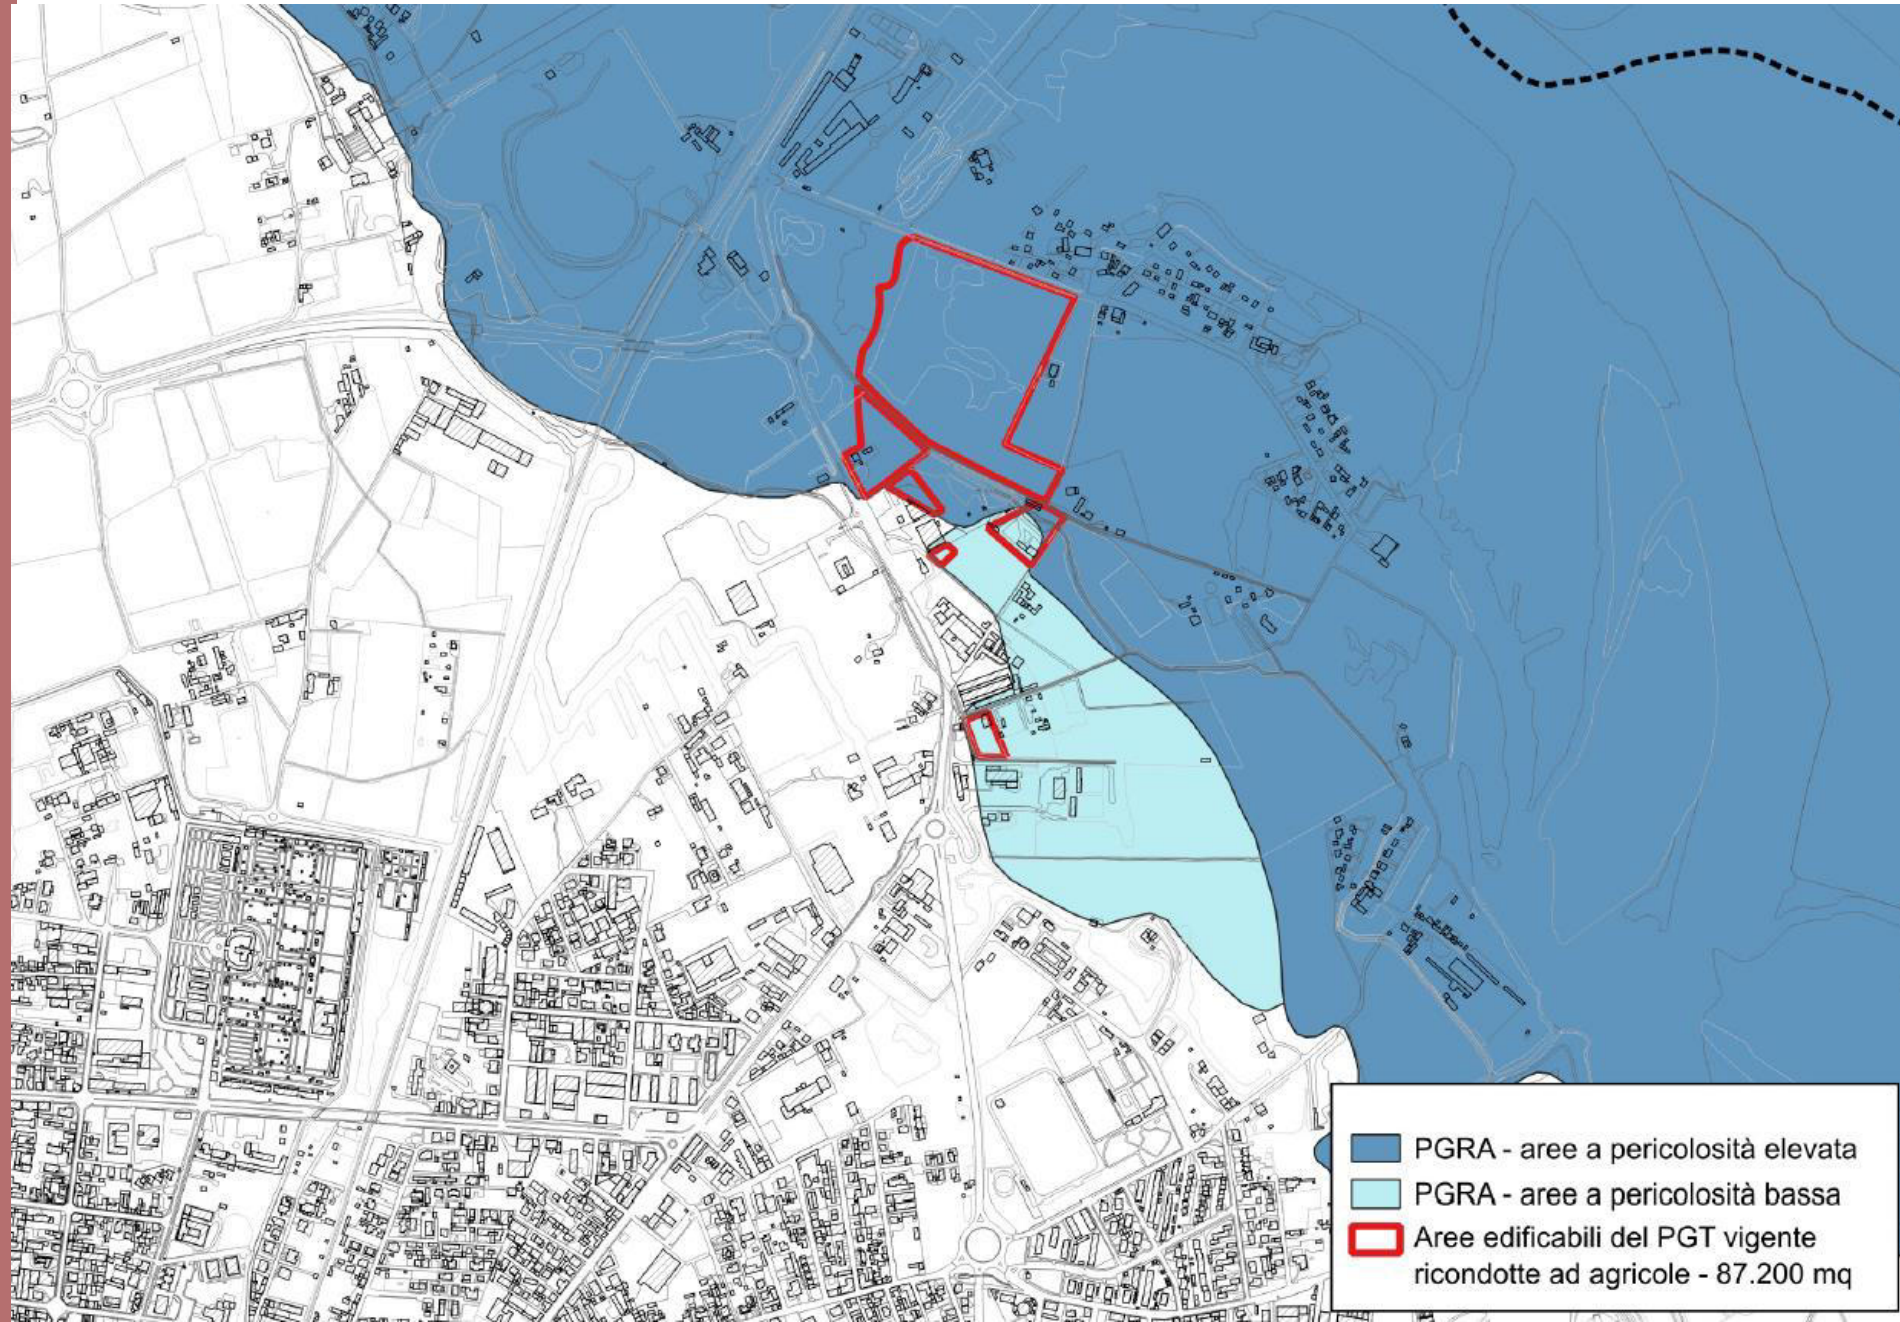 PGRA - aree a pericolosità elevata
PGRA - aree a pericolosità bassa
Aree edificabili del PGT vigente
ricondotte ad agricole - 87.200 mq